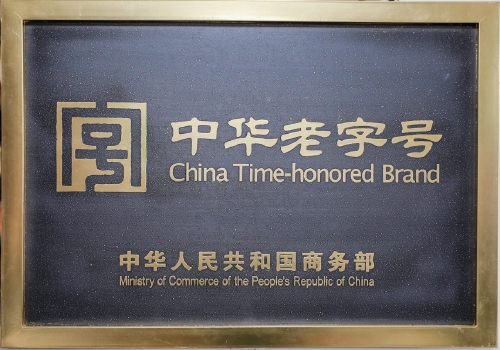 中华老字号
China Time-honored Brand
中华人民共和国商务部
Ministry of Commerce of the People's Republic of China